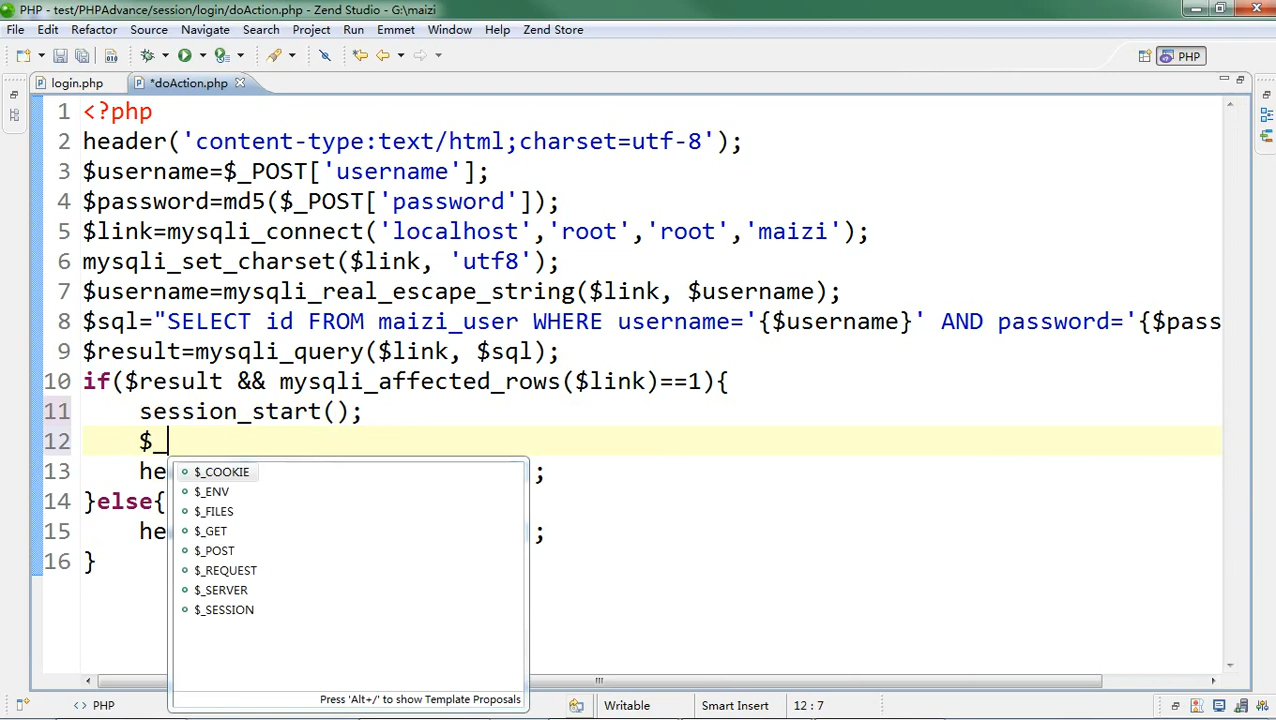 PHP - test/PHPAdvance/session/login/doAction.php - Zend Studio - G:\maizi
File Edit Refactor Source Navigate Search Project Run Emmet Window Help Zend Store
PHP
login.php *doAction.php
1 <?php
2 header('content-type:text/html;charset=utf-8');
3 $username=$_POST['username'];
4 $password=md5($_POST['password']);
5 $link=mysqli_connect('localhost','root','root','maizi');
6 mysqli_set_charset($link, 'utf8');
7 $username=mysqli_real_escape_string($link, $username);
8 $sql="SELECT id FROM maizi_user WHERE username='{$username}' AND password='{$pass
9 $result=mysqli_query($link, $sql);
10 if($result && mysqli_affected_rows($link)==1){
11 session_start();
12 $_
13 he ;
14 }else{
15 he ;
16 }
$_COOKIE
$_ENV
$_FILES
$_GET
$_POST
$_REQUEST
$_SERVER
$_SESSION
Press 'Alt+/' to show Template Proposals
<> PHP Writable Smart Insert 12 : 7